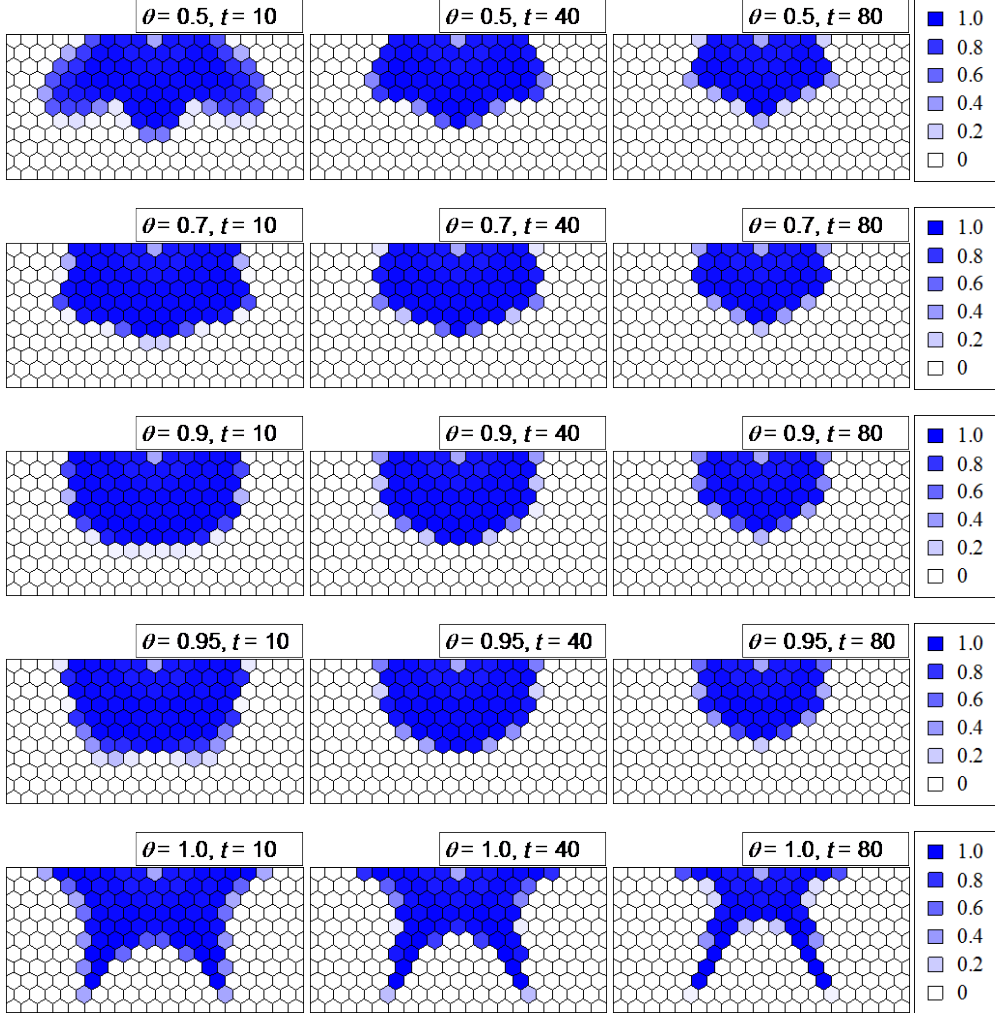 θ = 0.5, t = 10
θ = 0.5, t = 40
θ = 0.5, t = 80
1.0
0.8
0.6
0.4
0.2
0
θ = 0.7, t = 10
θ = 0.7, t = 40
θ = 0.7, t = 80
1.0
0.8
0.6
0.4
0.2
0
θ = 0.9, t = 10
θ = 0.9, t = 40
θ = 0.9, t = 80
1.0
0.8
0.6
0.4
0.2
0
θ = 0.95, t = 10
θ = 0.95, t = 40
θ = 0.95, t = 80
1.0
0.8
0.6
0.4
0.2
0
θ = 1.0, t = 10
θ = 1.0, t = 40
θ = 1.0, t = 80
1.0
0.8
0.6
0.4
0.2
0